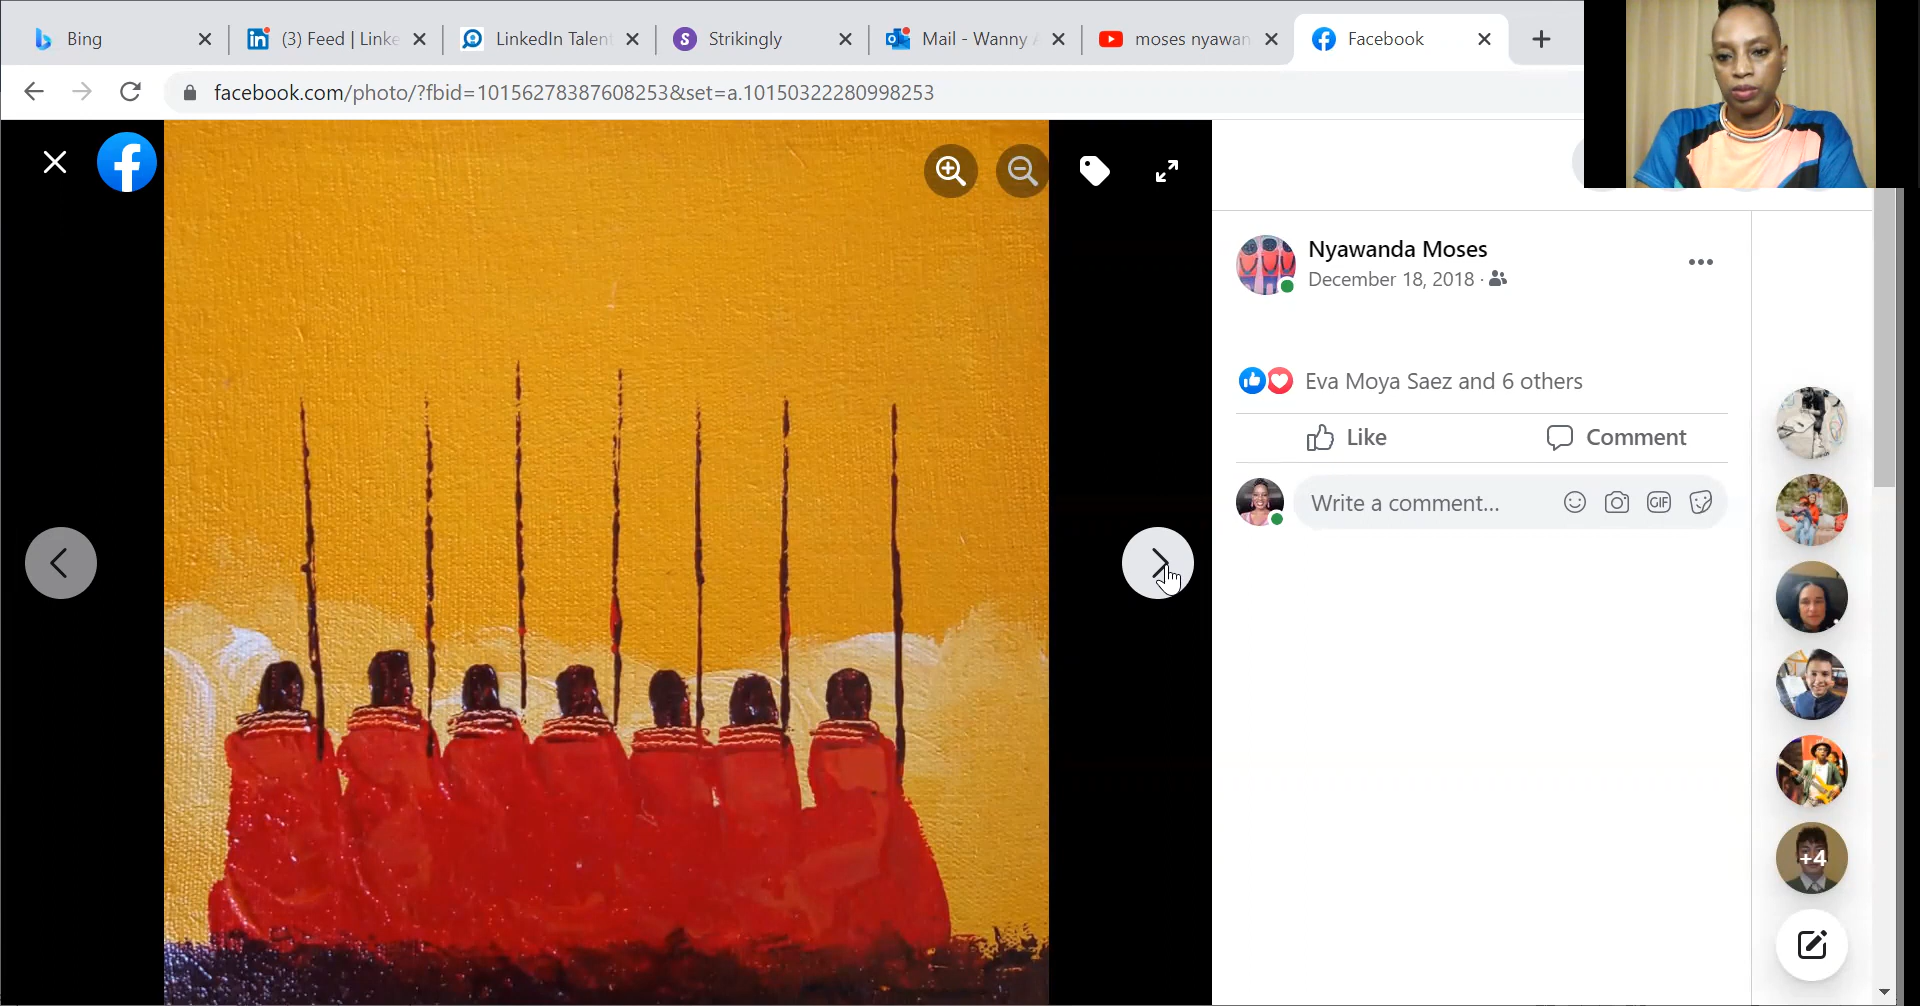 Bing
(3) Feed | Linke
LinkedIn Talen
S Strikingly
Mail - Wanny
moses nyawan
Facebook
facebook.com/photo/?fbid=10156278387608253&set=a.10150322280998253
Nyawanda Moses
December 18, 2018 ·
Eva Moya Saez and 6 others
Like
Comment
Write a comment...
GIF
+4